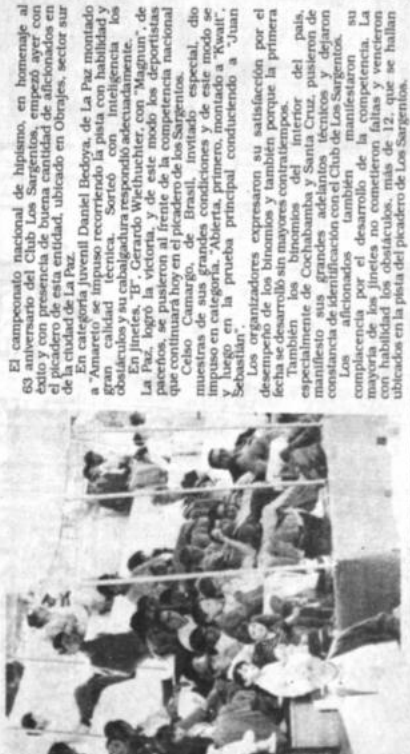 El campeonato nacional de hipismo, en homenaje al
63 aniversario del Club Los Sargentos, empezó ayer con
éxito y con presencia de buena cantidad de aficionados en
el picadero de esta entidad, ubicado en Obrajes, sector sur
de la ciudad de La Paz.
En categoría juvenil Daniel Bedoya, de La Paz montado
a "Amareto" se impuso recorriendo la pista con habilidad y
gran calidad técnica. Sorteó con inteligencia los
obstáculos y su cabalgadura respondió adecuadamente.
En jinetes, "B", Gerardo Wiethuchter, con "Magnun", de
La Paz, logró la victoria, y de este modo los deportistas
paceños, se pusieron al frente de la competencia nacional
que continuará hoy en el picadero de los Sargentos.
Celso Camargo, de Brasil, invitado especial, dio
muestras de sus grandes condiciones y de este modo se
impuso en categoría, "Abierta, primero, montado a "Kwait",
y luego en la prueba principal conduciendo a "Juan
Sebastián".
Los organizadores expresaron su satisfacción por el
desempeño de los binomios y también porque la primera
fecha se desarrolló sin mayores contratiempos.
También los binomios del interior del país,
especialmente de Cochabamba y Santa Cruz, pusieron de
manifiesto sus grandes adelantos técnicos y dejaron
constancia de identificación con el Club de Los Sargentos.
Los aficionados también manifestaron su
complacencia por el desarrollo de la competencia. La
mayoría de los jinetes no cometieron faltas y vencieron
con habilidad los obstáculos, más de 12, que se hallan
ubicados en la pista del picadero de Los Sargentos.